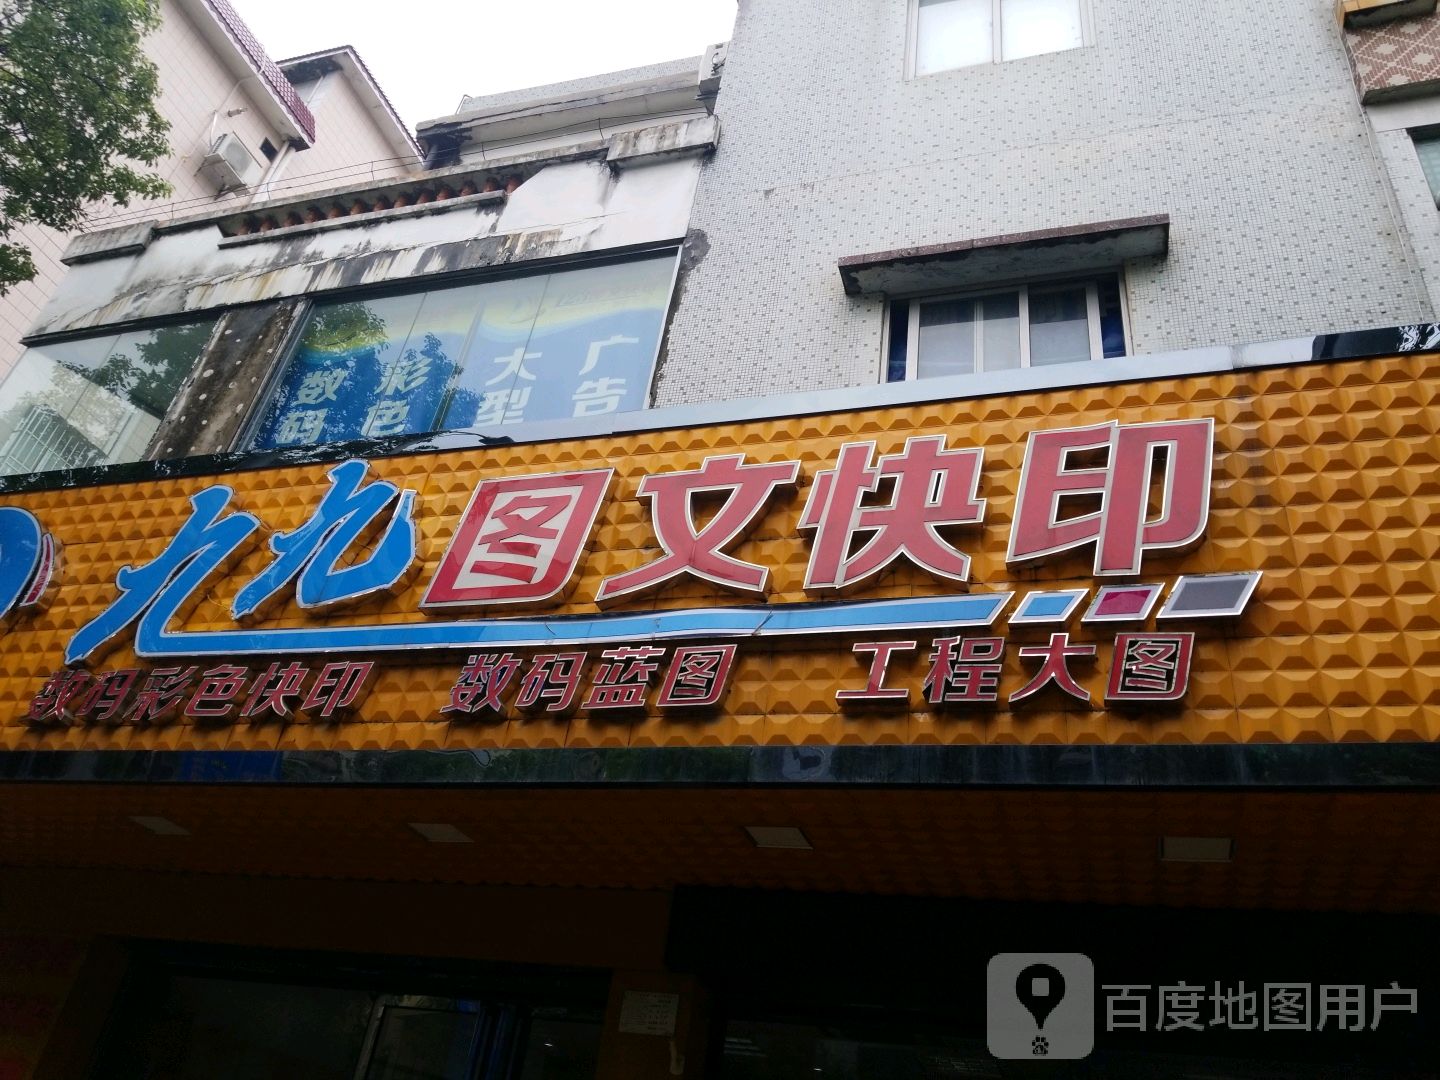 数码 彩色 大型 广告
九九图文快印
数码彩色快印 数码蓝图 工程大图
百度地图用户